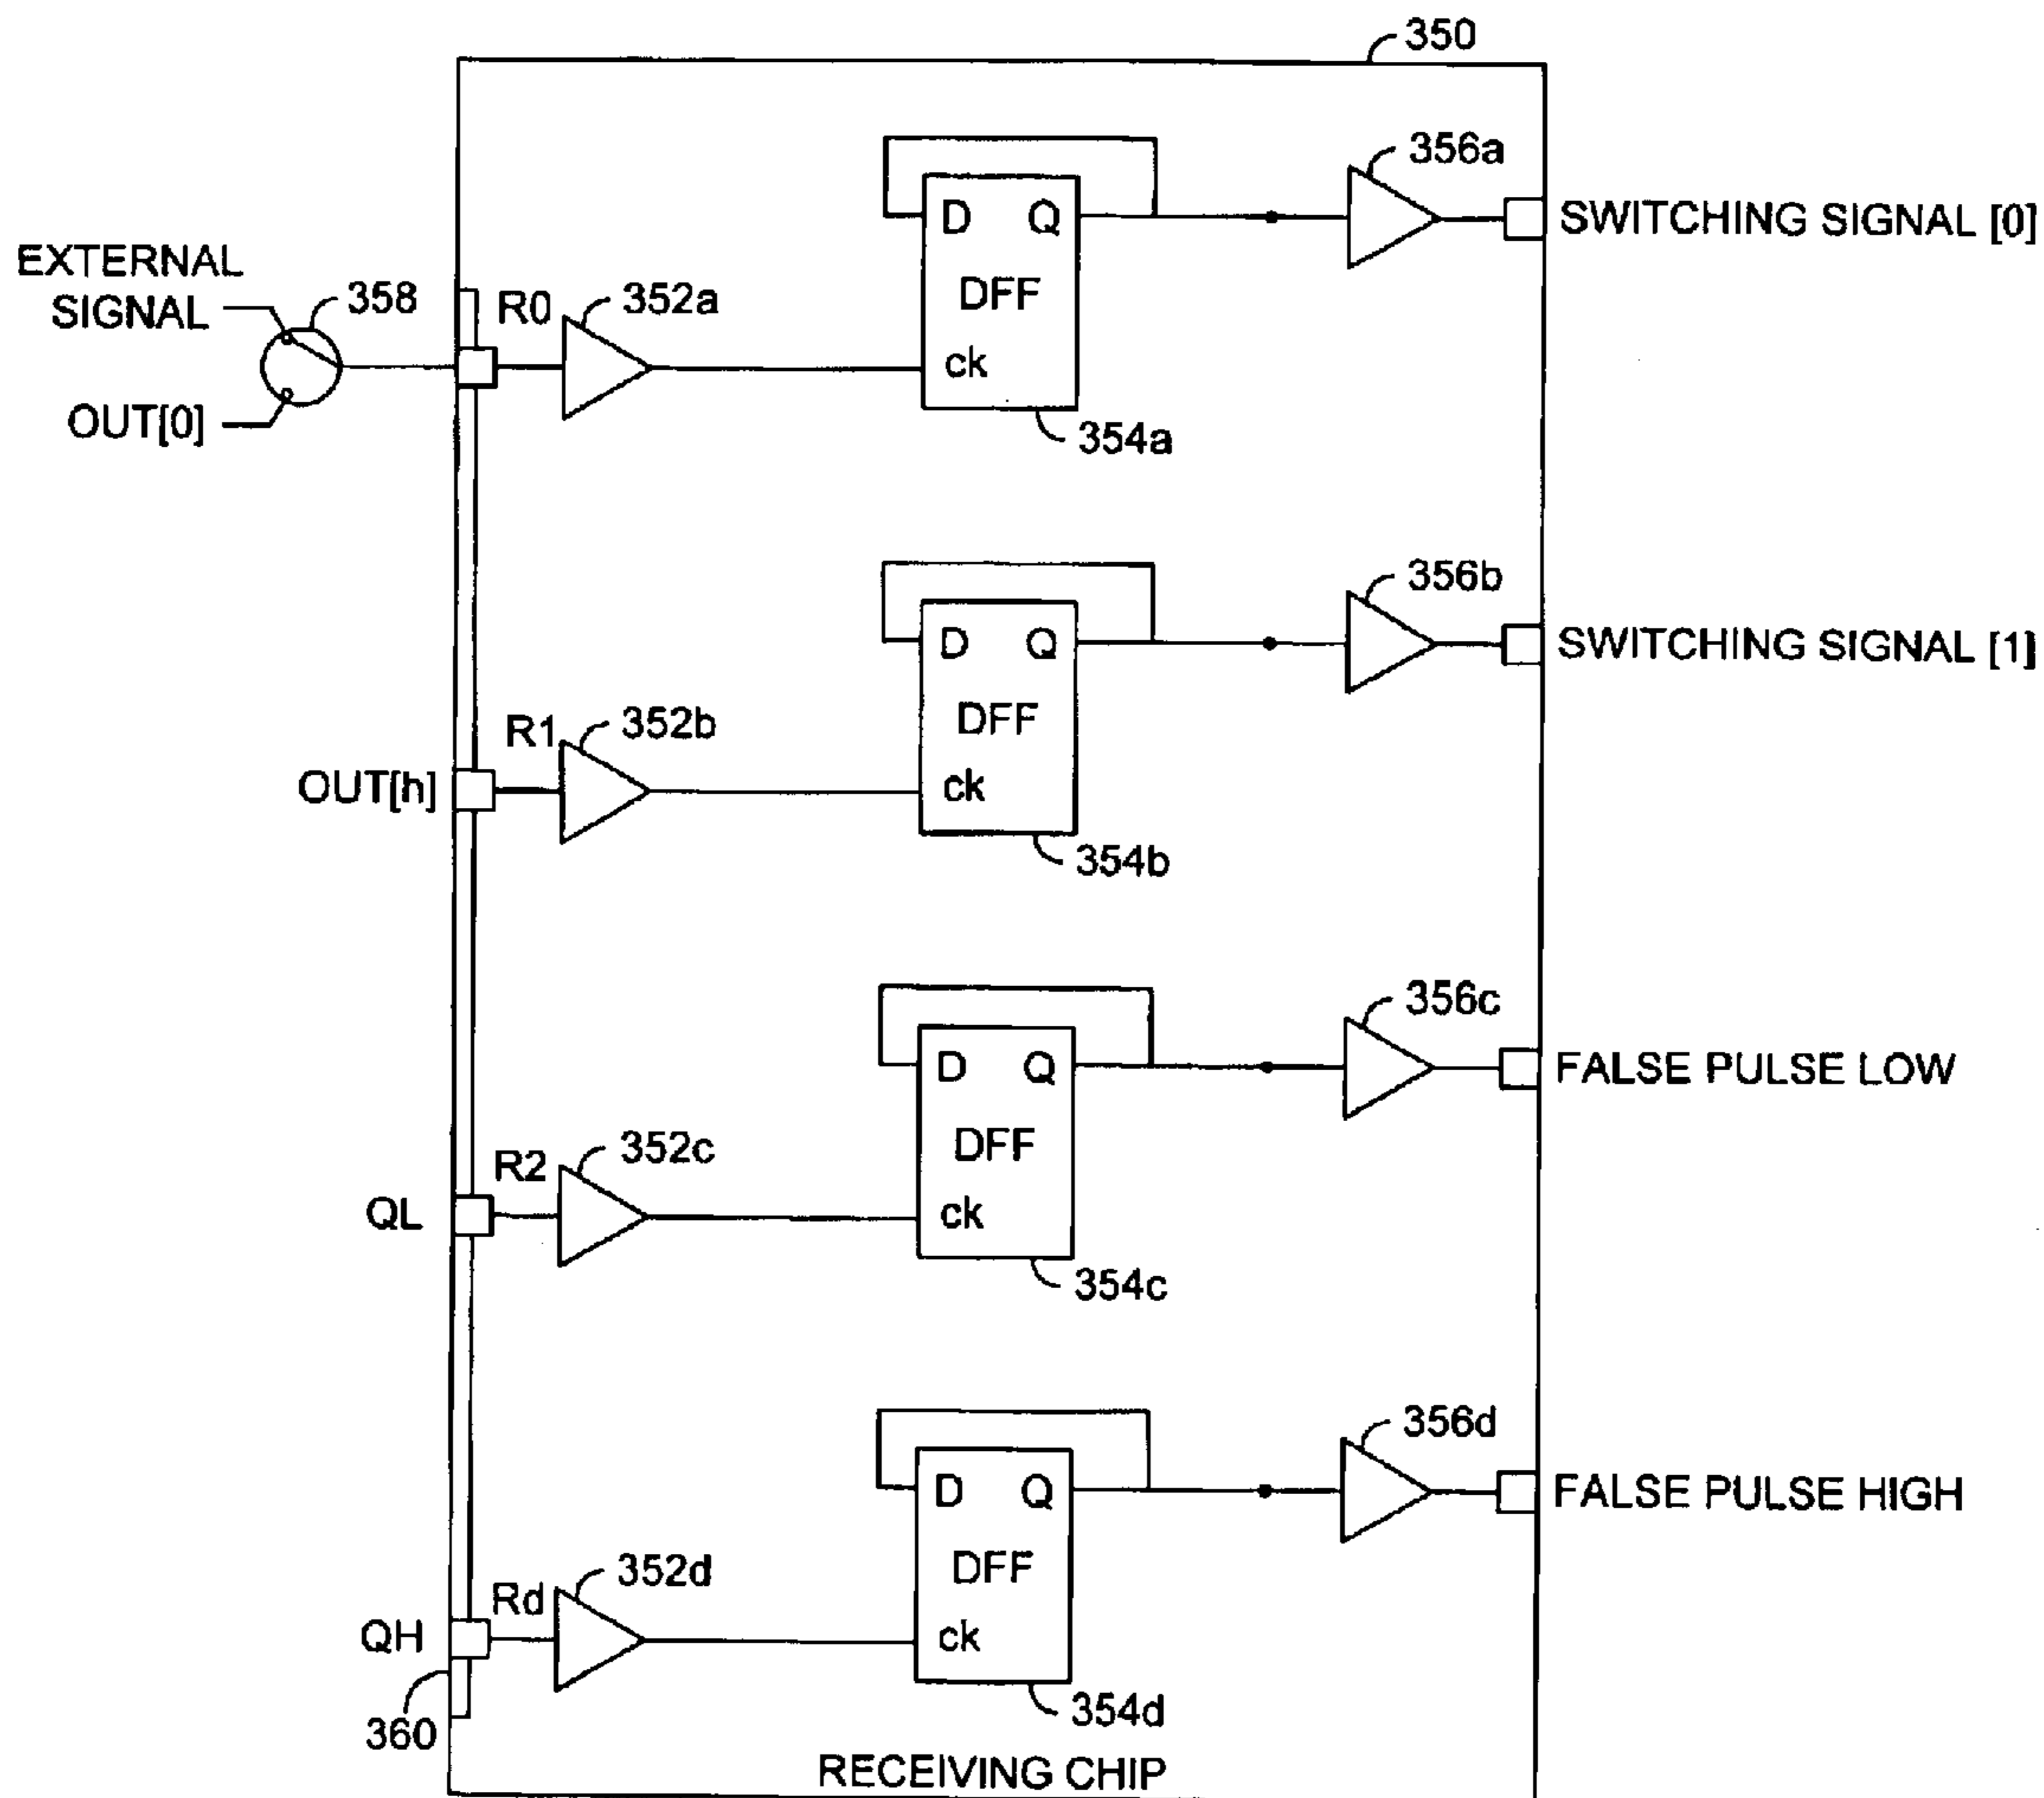 350
356a
D Q
SWITCHING SIGNAL [0]
EXTERNAL
SIGNAL
358
R0
352a
DFF
ck
OUT[0]
354a
356b
D Q
SWITCHING SIGNAL [1]
R1
352b
DFF
OUT[h]
ck
354b
356c
D Q
FALSE PULSE LOW
R2
352c
DFF
QL
ck
354c
356d
D Q
FALSE PULSE HIGH
Rd
352d
DFF
QH
ck
354d
360
RECEIVING CHIP